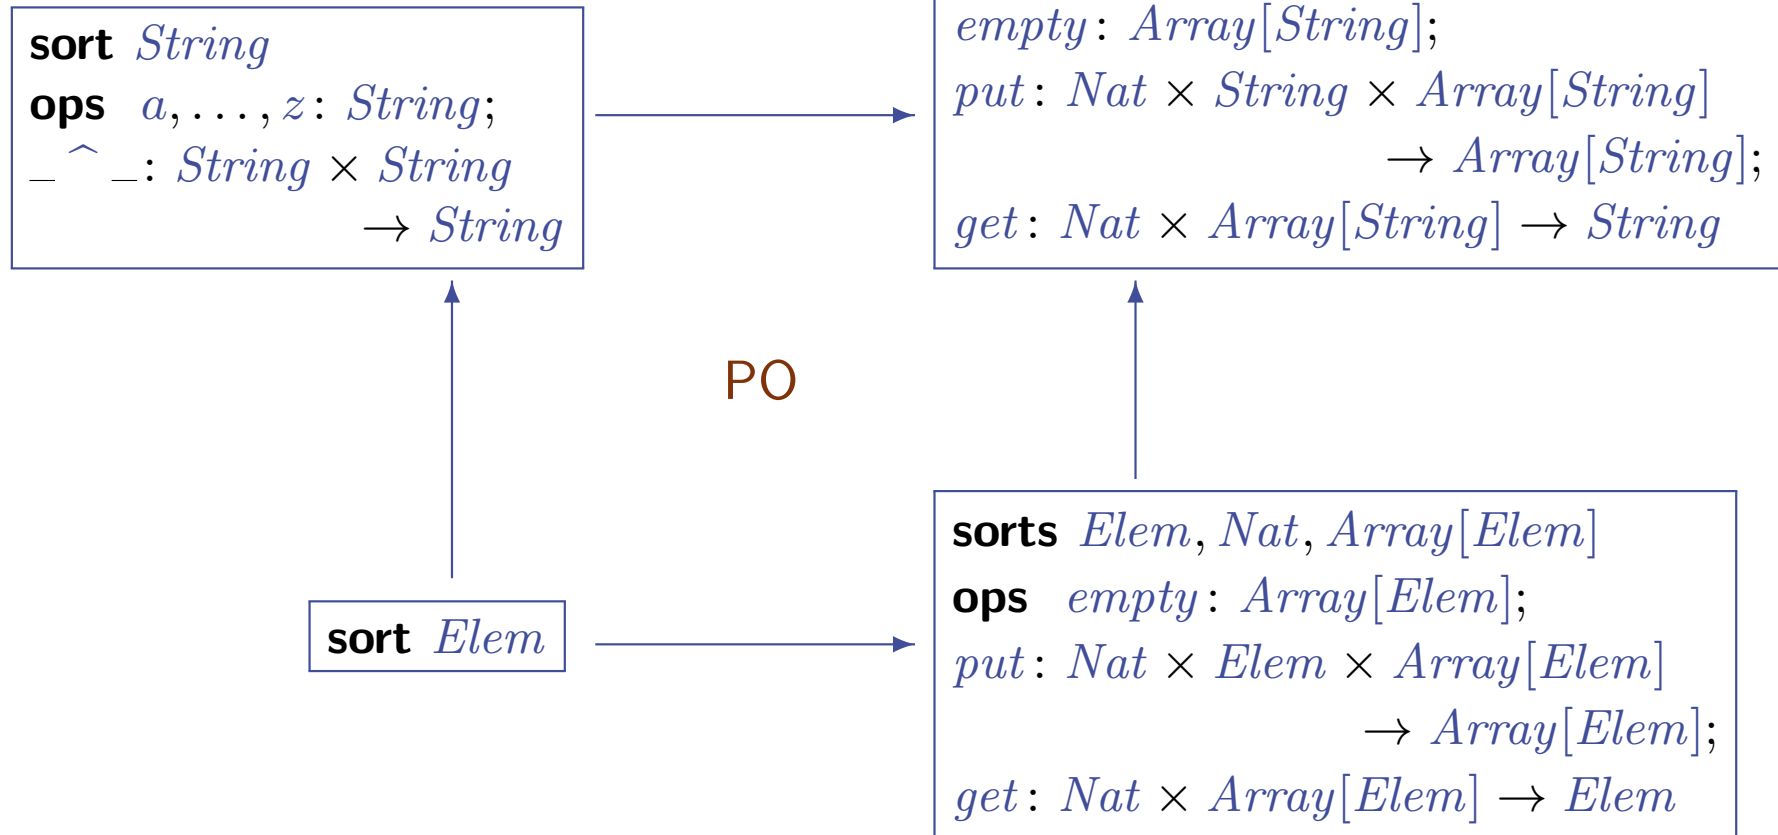 sort String
ops a, . . . , z : String;
_ ^ _ : String × String
→ String
empty : Array[String];
put : Nat × String × Array[String]
→ Array[String];
get : Nat × Array[String] → String
PO
sort Elem
sorts Elem, Nat, Array[Elem]
ops empty : Array[Elem];
put : Nat × Elem × Array[Elem]
→ Array[Elem];
get : Nat × Array[Elem] → Elem